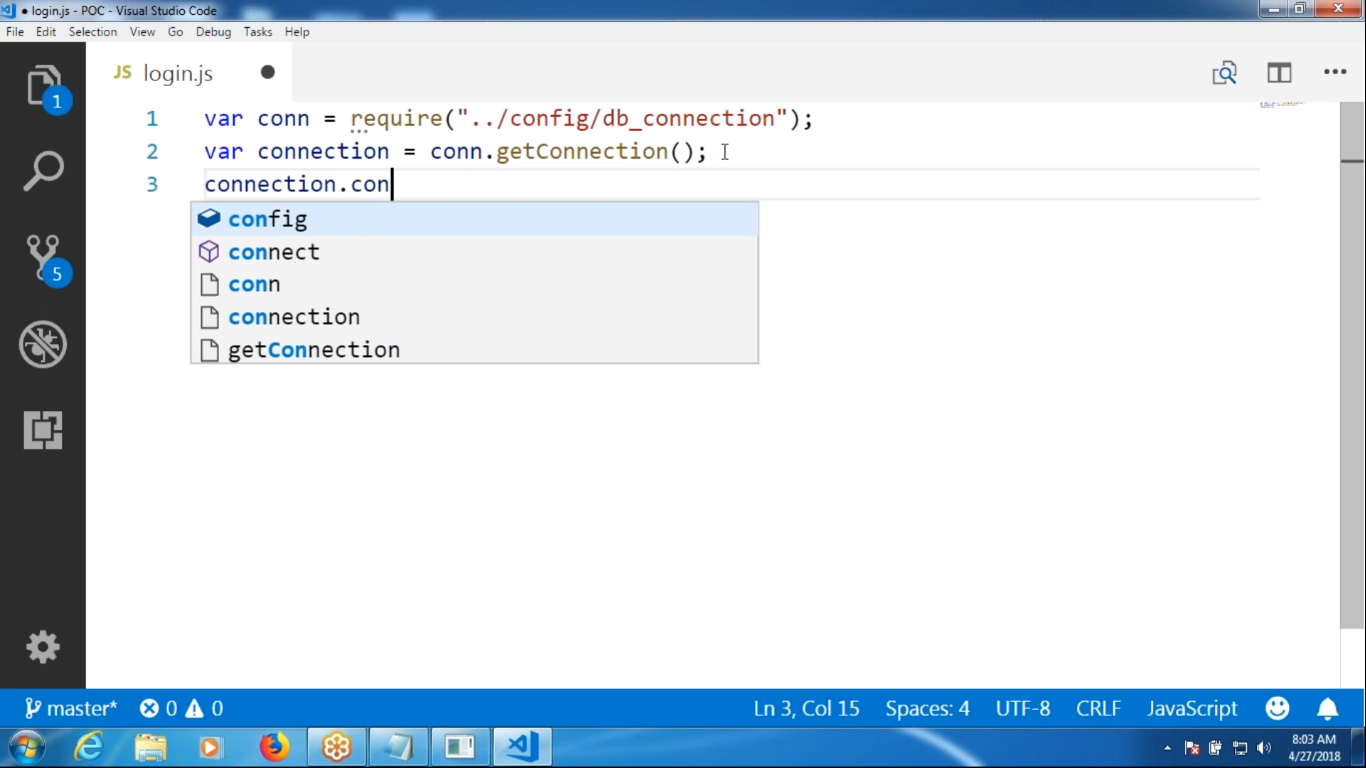 ● login.js - POC - Visual Studio Code
File Edit Selection View Go Debug Tasks Help
JS login.js ●
1
1 var conn = require("../config/db_connection");
2 var connection = conn.getConnection();
3 connection.con
config
connect
conn
connection
getConnection
5
master* 0 0 Ln 3, Col 15 Spaces: 4 UTF-8 CRLF JavaScript
8:03 AM
4/27/2018